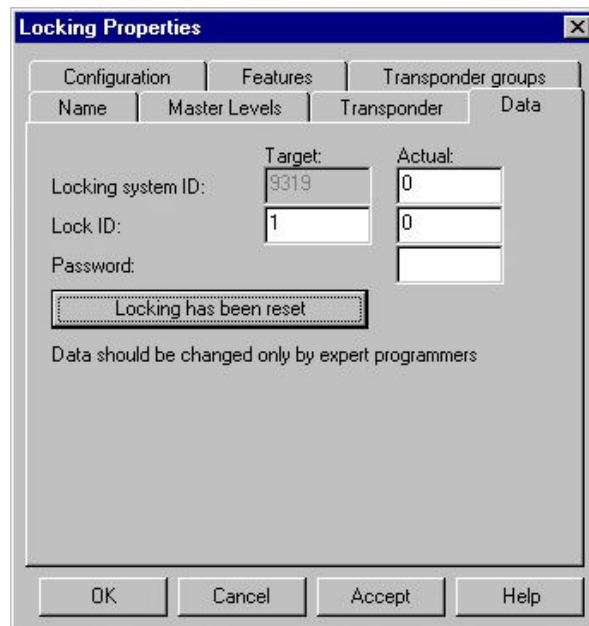 Locking Properties
Configuration Features Transponder groups
Name Master Levels Transponder Data
Target: Actual:
Locking system ID: 9319 0
Lock ID: 1 0
Password:
Locking has been reset
Data should be changed only by expert programmers
OK Cancel Accept Help